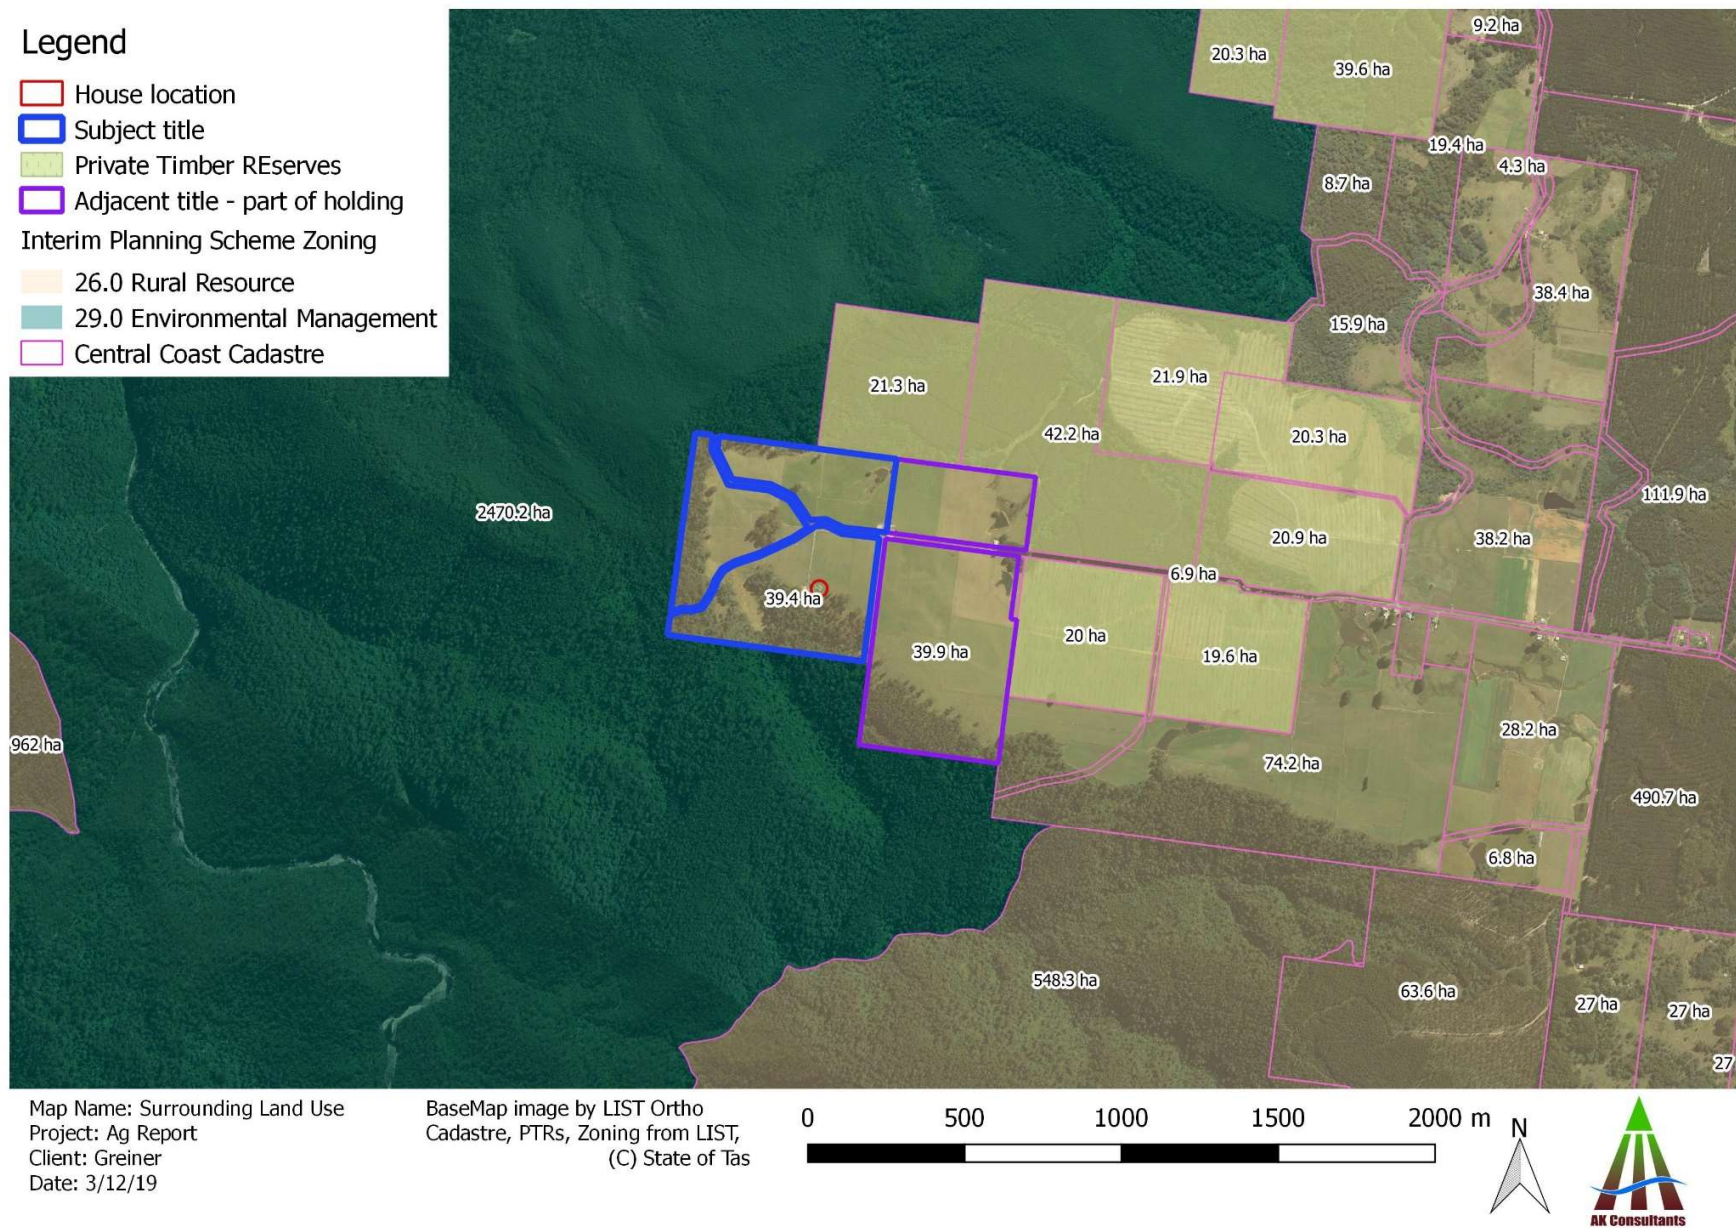 Legend
House location
Subject title
Private Timber REserves
Adjacent title - part of holding
Interim Planning Scheme Zoning
26.0 Rural Resource
29.0 Environmental Management
Central Coast Cadastre
9.2 ha
20.3 ha
39.6 ha
19.4 ha
4.3 ha
8.7 ha
38.4 ha
15.9 ha
21.9 ha
21.3 ha
42.2 ha
20.3 ha
111.9 ha
2470.2 ha
20.9 ha
38.2 ha
6.9 ha
39.4 ha
20 ha
39.9 ha
19.6 ha
28.2 ha
962 ha
74.2 ha
490.7 ha
6.8 ha
548.3 ha
63.6 ha
27 ha
27 ha
27
Map Name: Surrounding Land Use
Project: Ag Report
Client: Greiner
Date: 3/12/19
BaseMap image by LIST Ortho
Cadastre, PTRs, Zoning from LIST,
(C) State of Tas
0 500 1000 1500 2000 m
N
AK Consultants